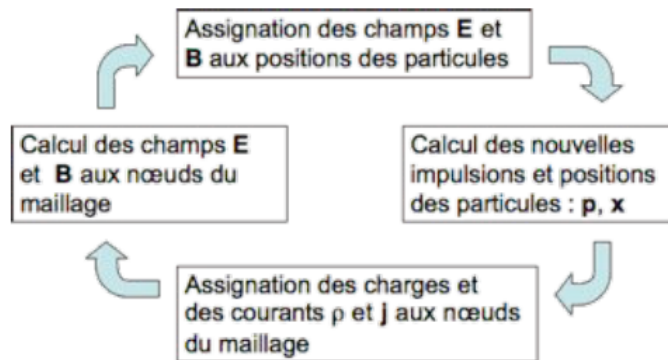 Assignation des champs E et
B aux positions des particules
Calcul des champs E
et B aux nœuds du
maillage
Calcul des nouvelles
impulsions et positions
des particules : p, x
Assignation des charges et
des courants ρ et j aux nœuds
du maillage